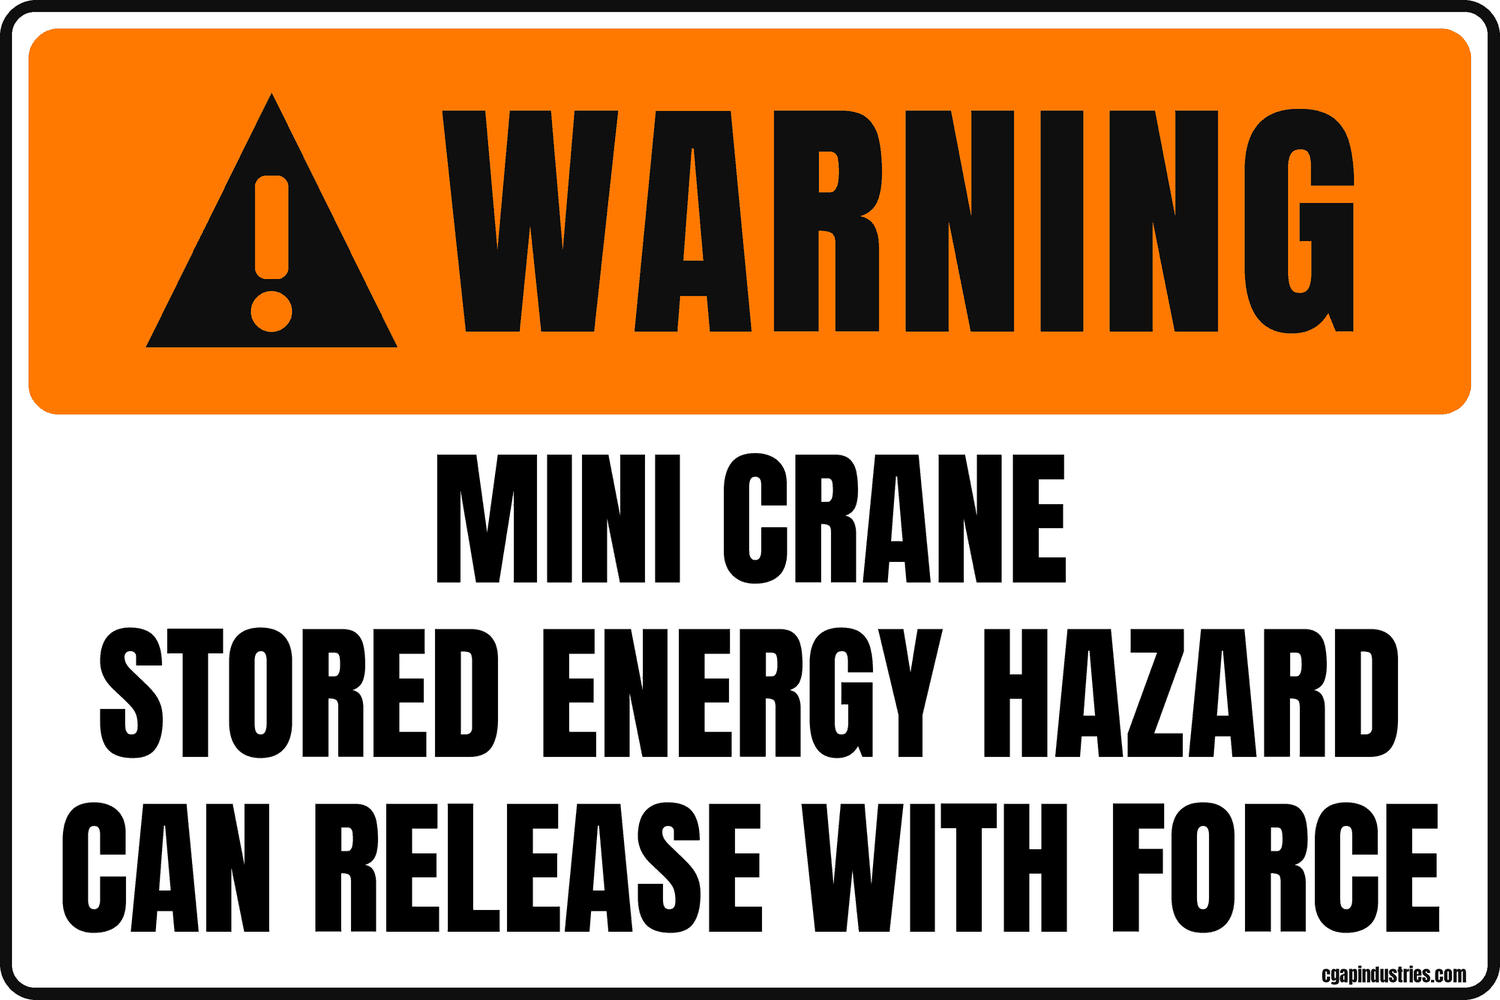 WARNING
MINI CRANE
STORED ENERGY HAZARD
CAN RELEASE WITH FORCE
cgapindustries.com